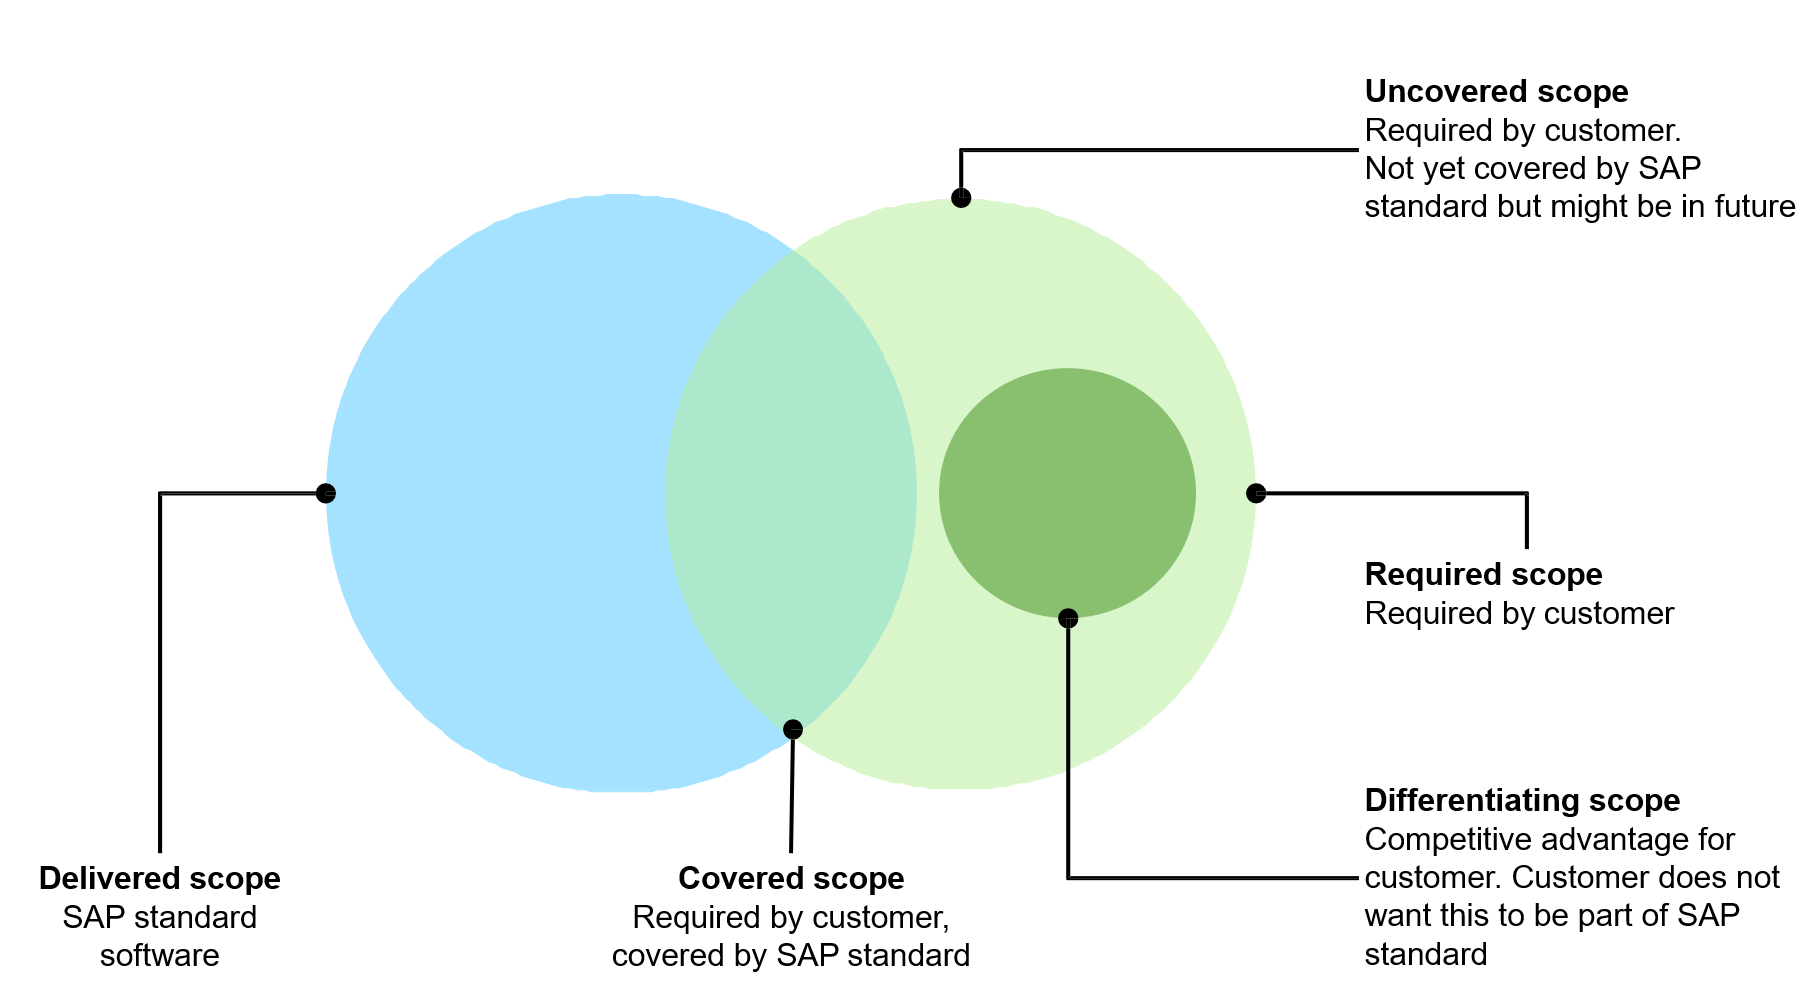 Uncovered scope
Required by customer.
Not yet covered by SAP
standard but might be in future
Required scope
Required by customer
Differentiating scope
Competitive advantage for
customer. Customer does not
want this to be part of SAP
standard
Delivered scope
SAP standard
software
Covered scope
Required by customer,
covered by SAP standard